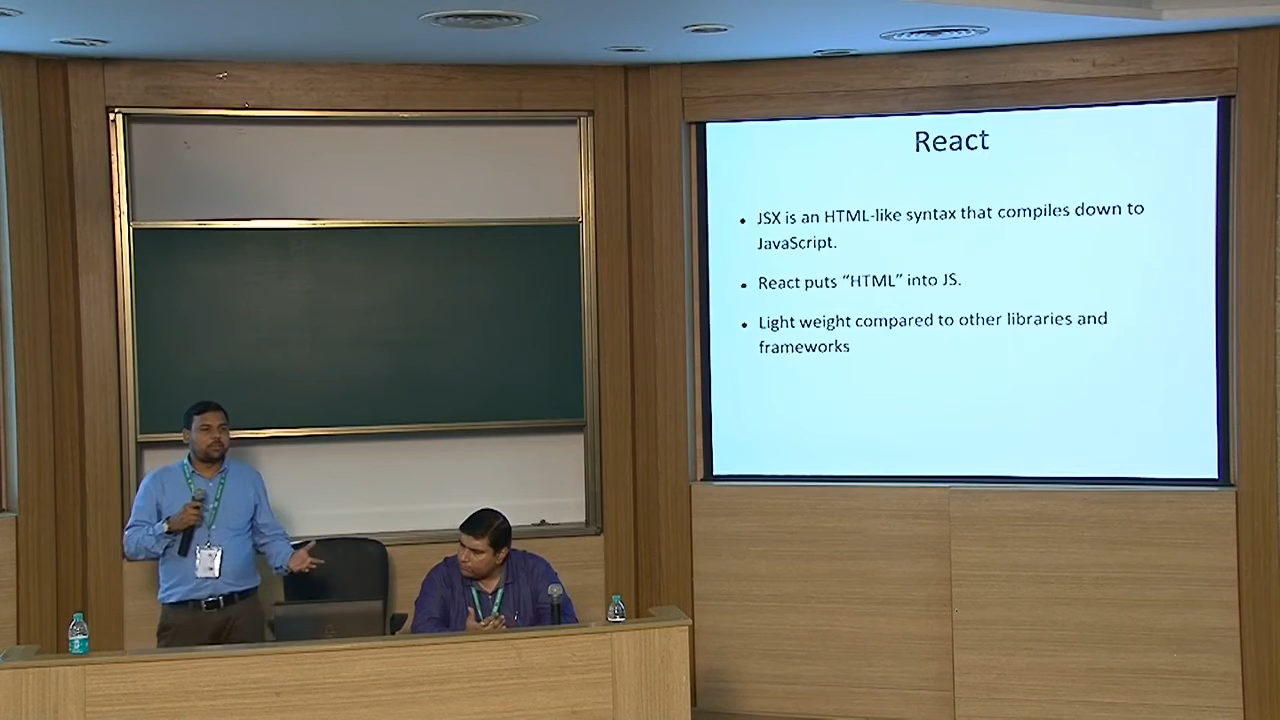 React
• JSX is an HTML-like syntax that compiles down to
JavaScript.
• React puts “HTML” into JS.
• Light weight compared to other libraries and
frameworks